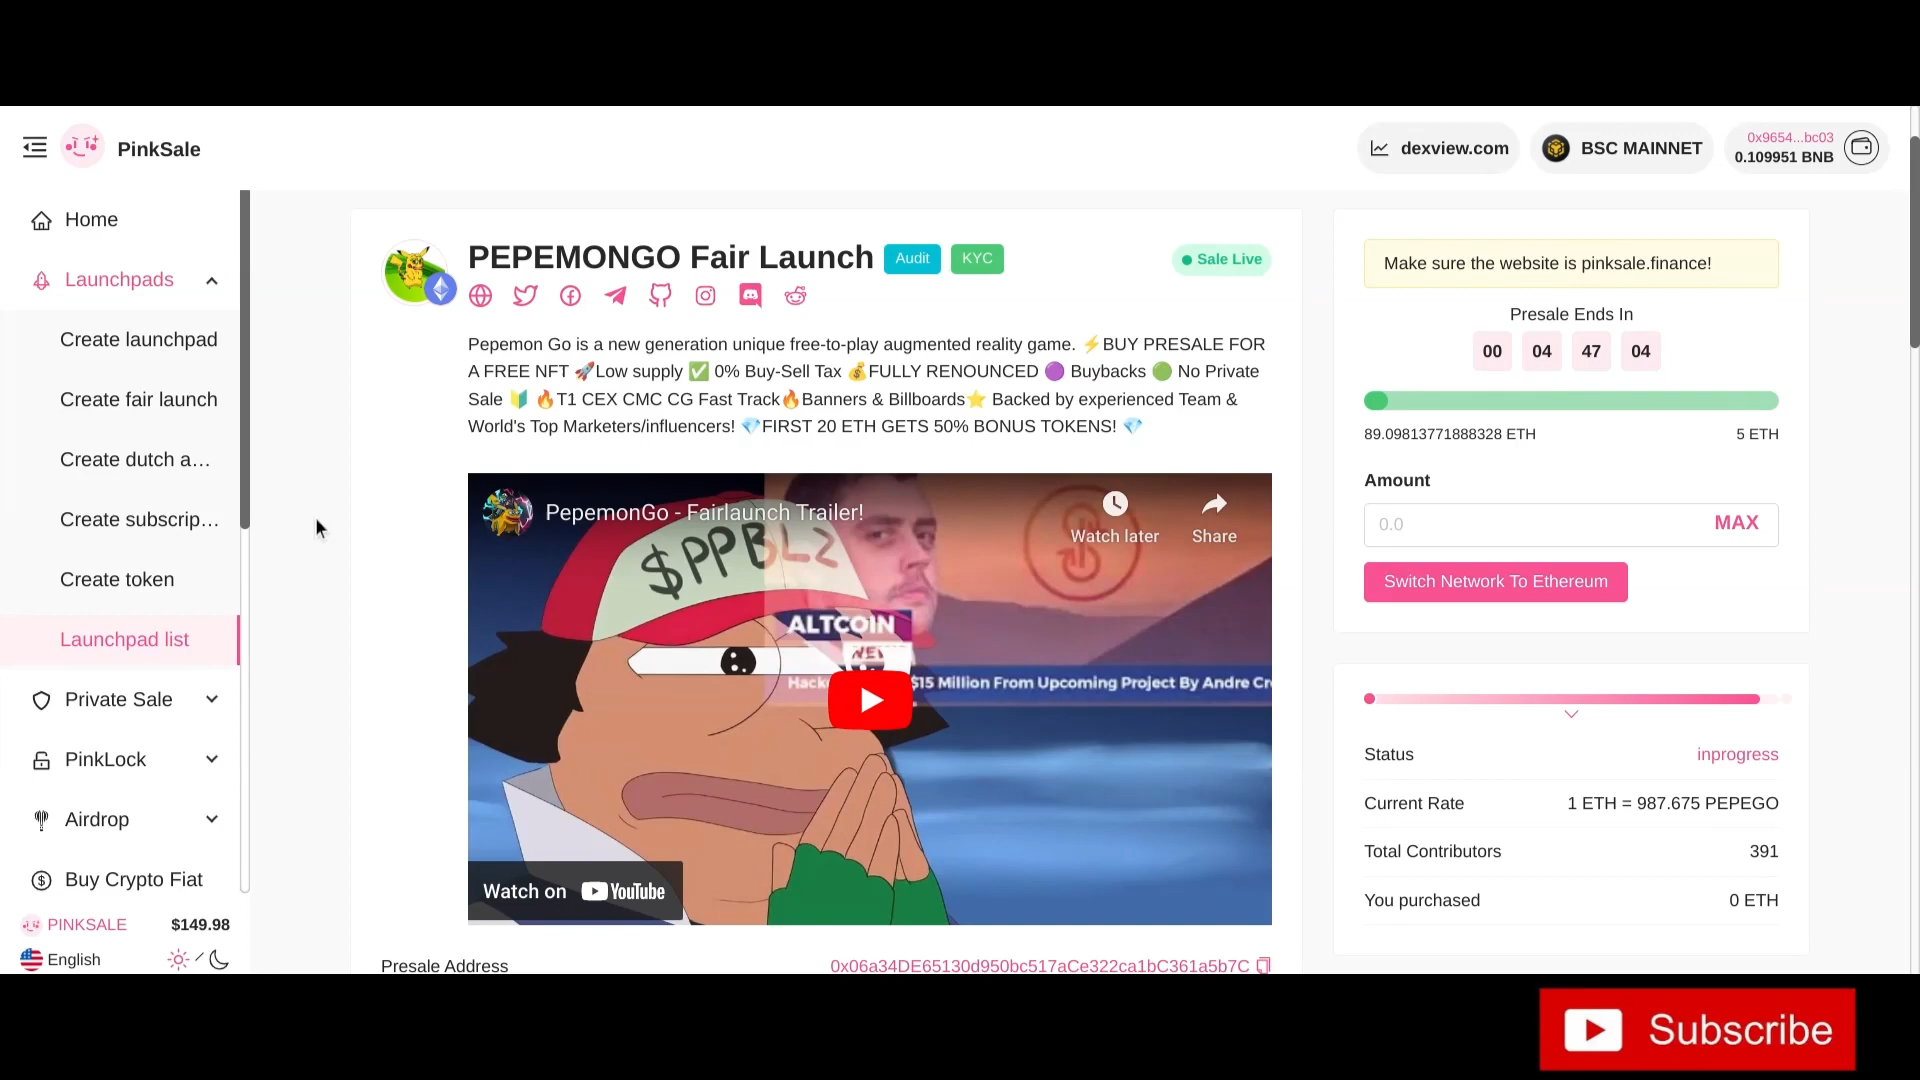 PinkSale
dexview.com
BSC MAINNET
0x9654...bc03
0.109951 BNB
Home
Launchpads
Create launchpad
Create fair launch
Create dutch a...
Create subscrip...
Create token
Launchpad list
Private Sale
PinkLock
Airdrop
Buy Crypto Fiat
PINKSALE $149.98
English
PEPEMONGO Fair Launch Audit KYC
Sale Live
Pepemon Go is a new generation unique free-to-play augmented reality game. ⚡BUY PRESALE FOR
A FREE NFT 🚀Low supply ✅ 0% Buy-Sell Tax 💰FULLY RENOUNCED 🟣 Buybacks 🟢 No Private
Sale 🔰 🔥T1 CEX CMC CG Fast Track🔥Banners & Billboards⭐ Backed by experienced Team &
World's Top Marketers/influencers! 💎FIRST 20 ETH GETS 50% BONUS TOKENS! 💎
PepemonGo - Fairlaunch Trailer!
Watch later
Share
$PPBLZ
ALTCOIN
NEW
$15 Million From Upcoming Project By Andre Cr
Watch on YouTube
Presale Address 0x06a34DE65130d950bc517aCe322ca1bC361a5b7C
Make sure the website is pinksale.finance!
Presale Ends In
00 04 47 04
89.09813771888328 ETH 5 ETH
Amount
0.0 MAX
Switch Network To Ethereum
Status inprogress
Current Rate 1 ETH = 987.675 PEPEGO
Total Contributors 391
You purchased 0 ETH
Subscribe